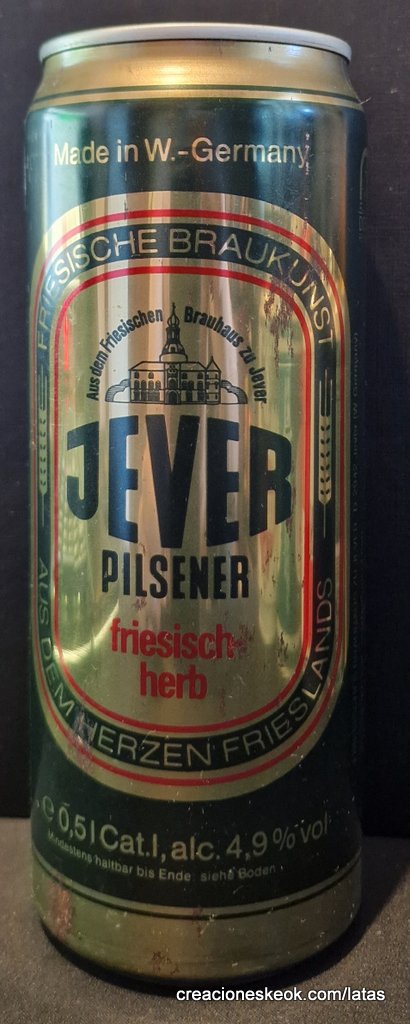 Made in W.-Germany
FRIESISCHE BRAUKUNST
Aus dem Friesischen Brauhaus zu Jever
JEVER
PILSENER
friesisch-
herb
AUS DEM HERZEN FRIESLANDS
e 0,5 l Cat.I, alc. 4,9 % vol
Mindestens haltbar bis Ende: siehe Boden
creacioneskeok.com/latas